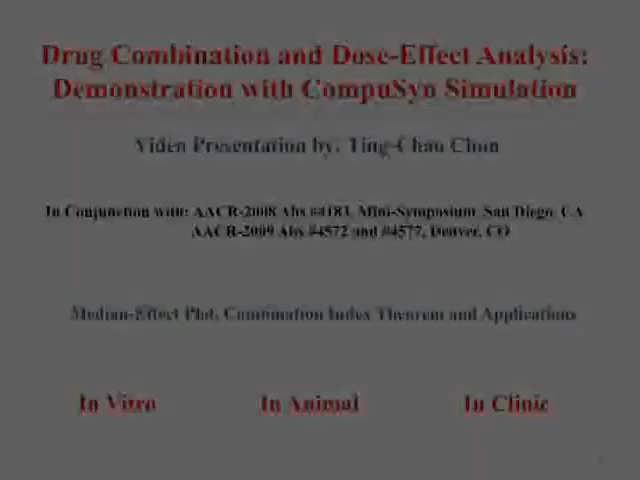 Drug Combination and Dose-Effect Analysis:
Demonstration with CompuSyn Simulation
Video Presentation by: Ting-Chao Chou
In Conjunction with: AACR-2008 Abs #4183, Mini-Symposium, San Diego, CA
AACR-2009 Abs #4572 and #4577, Denver, CO
Median-Effect Plot, Combination Index Theorem and Applications
In Vitro In Animal In Clinic